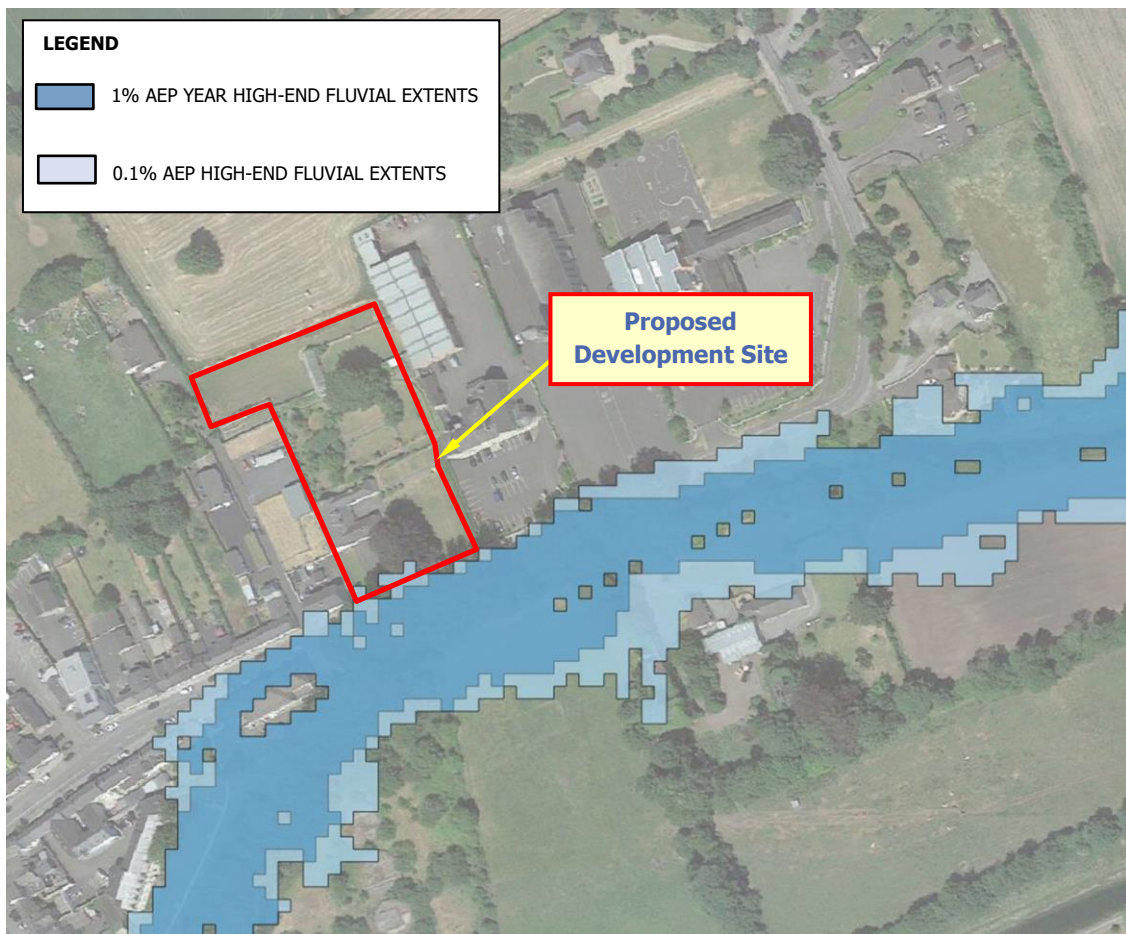 LEGEND
1% AEP YEAR HIGH-END FLUVIAL EXTENTS
0.1% AEP HIGH-END FLUVIAL EXTENTS
Proposed
Development Site